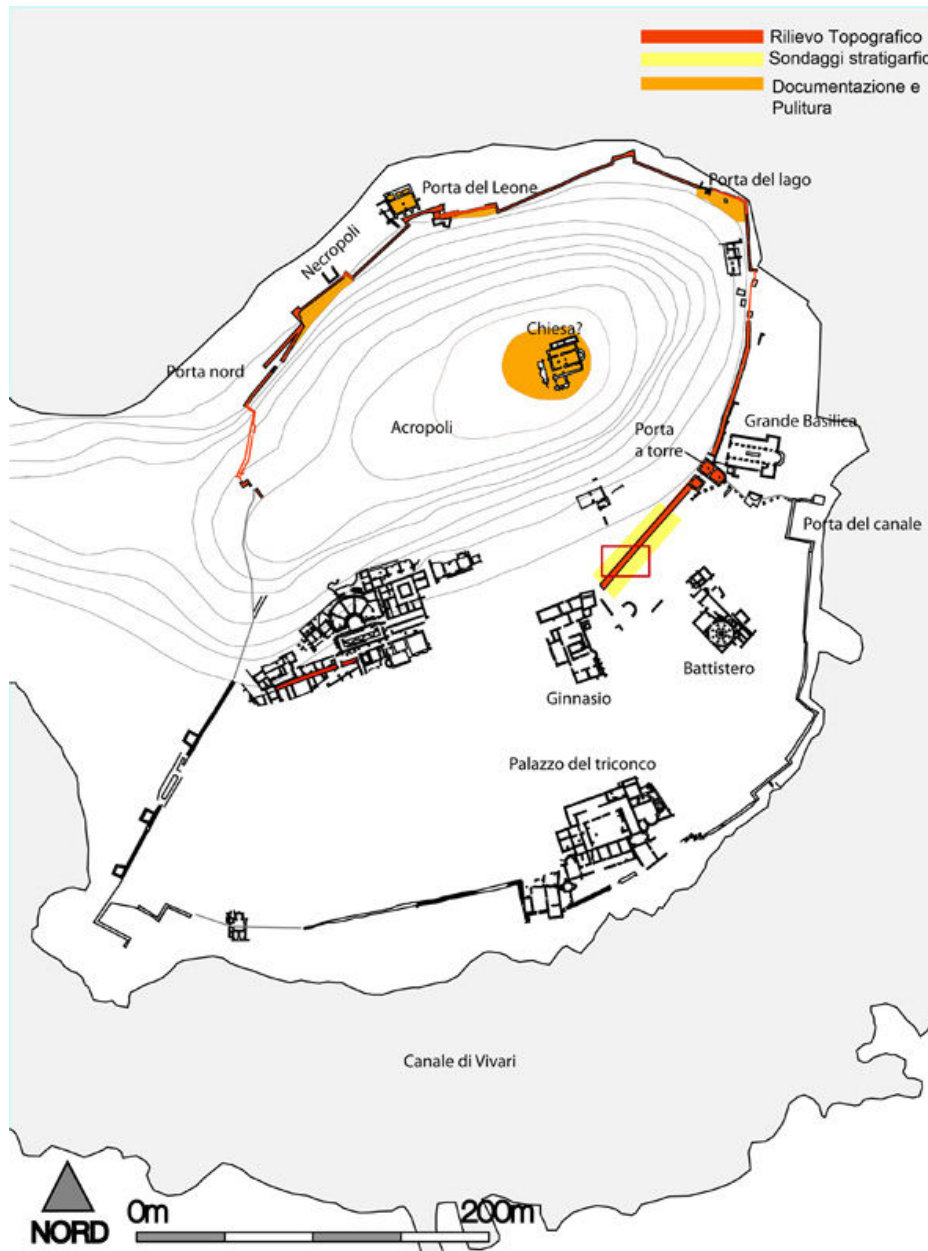 Rilievo Topografico
Sondaggi stratigarfic
Documentazione e
Pulitura
Porta del lago
Porta del Leone
Necropoli
Chiesa?
Porta nord
Acropoli
Porta
a torre
Grande Basilica
Porta del canale
Battistero
Ginnasio
Palazzo del triconco
Canale di Vivari
NORD
0m
200m